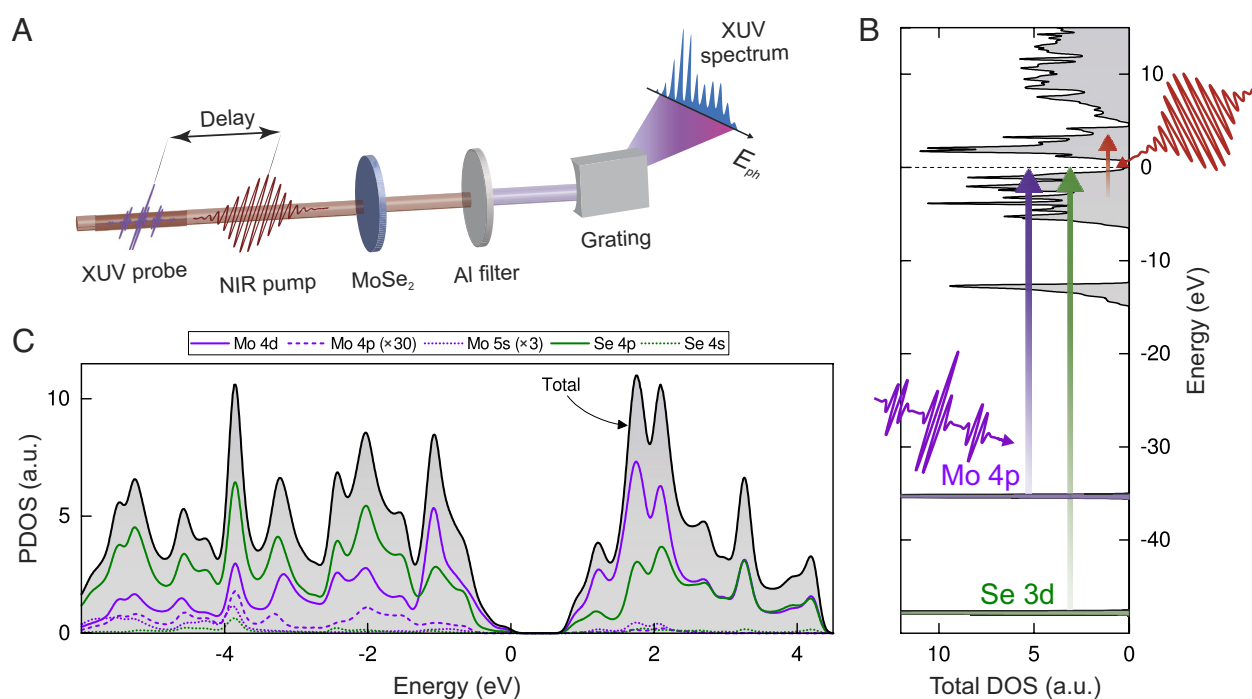 A
Delay
XUV probe
NIR pump
MoSe₂
Al filter
Grating
XUV
spectrum
E_ph
B
10
0
-10
-20
-30
-40
Energy (eV)
Mo 4p
Se 3d
10 5 0
Total DOS (a.u.)
C
Mo 4d Mo 4p (×30) Mo 5s (×3) Se 4p Se 4s
Total
10
5
0
PDOS (a.u.)
-4 -2 0 2 4
Energy (eV)